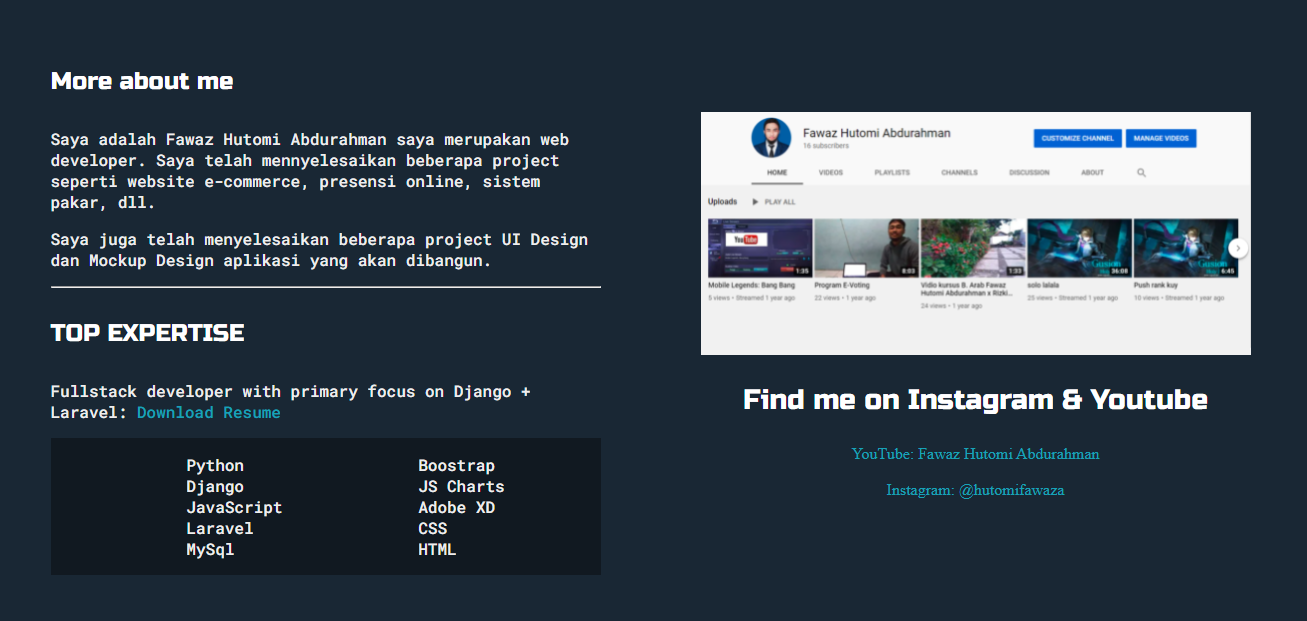 More about me
Saya adalah Fawaz Hutomi Abdurahman saya merupakan web
developer. Saya telah mennyelesaikan beberapa project
seperti website e-commerce, presensi online, sistem
pakar, dll.
Saya juga telah menyelesaikan beberapa project UI Design
dan Mockup Design aplikasi yang akan dibangun.
TOP EXPERTISE
Fullstack developer with primary focus on Django +
Laravel: Download Resume
Python
Django
JavaScript
Laravel
MySql
Boostrap
JS Charts
Adobe XD
CSS
HTML
Fawaz Hutomi Abdurahman
16 subscribers
CUSTOMIZE CHANNEL
MANAGE VIDEOS
HOME VIDEOS PLAYLISTS CHANNELS DISCUSSION ABOUT
Uploads PLAY ALL
YouTube
1:35
Mobile Legends: Bang Bang
5 views • Streamed 1 year ago
8:03
Program E-Voting
22 views • 1 year ago
1:33
Vidio kursus B. Arab Fawaz
Hutomi Abdurahman x Rizki...
24 views • 1 year ago
Gusion
36:08
solo lalala
25 views • Streamed 1 year ago
Gusion
6:45
Push rank kuy
10 views • Streamed 1 year ago
Find me on Instagram & Youtube
YouTube: Fawaz Hutomi Abdurahman
Instagram: @hutomifawaza